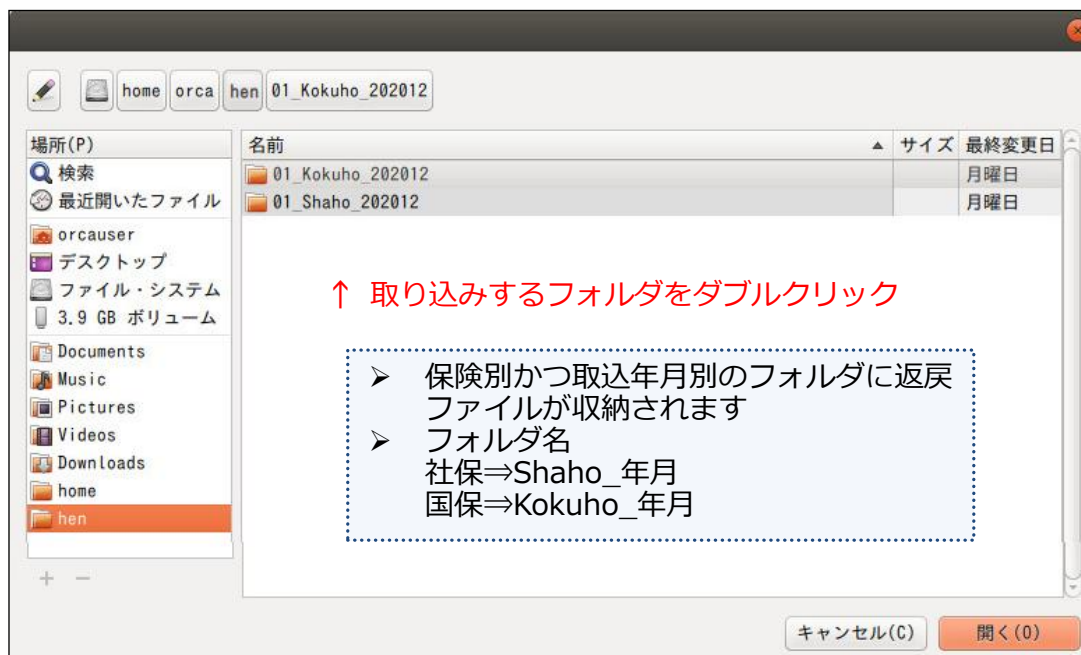 home orca hen 01_Kokuho_202012
場所(P)
検索
最近開いたファイル
orcauser
デスクトップ
ファイル・システム
3.9 GB ボリューム
Documents
Music
Pictures
Videos
Downloads
home
hen
+ −
名前 サイズ 最終変更日
01_Kokuho_202012 月曜日
01_Shaho_202012 月曜日
↑ 取り込みするフォルダをダブルクリック
➢ 保険別かつ取込年月別のフォルダに返戻
ファイルが収納されます
➢ フォルダ名
社保⇒Shaho_年月
国保⇒Kokuho_年月
キャンセル(C) 開く(O)